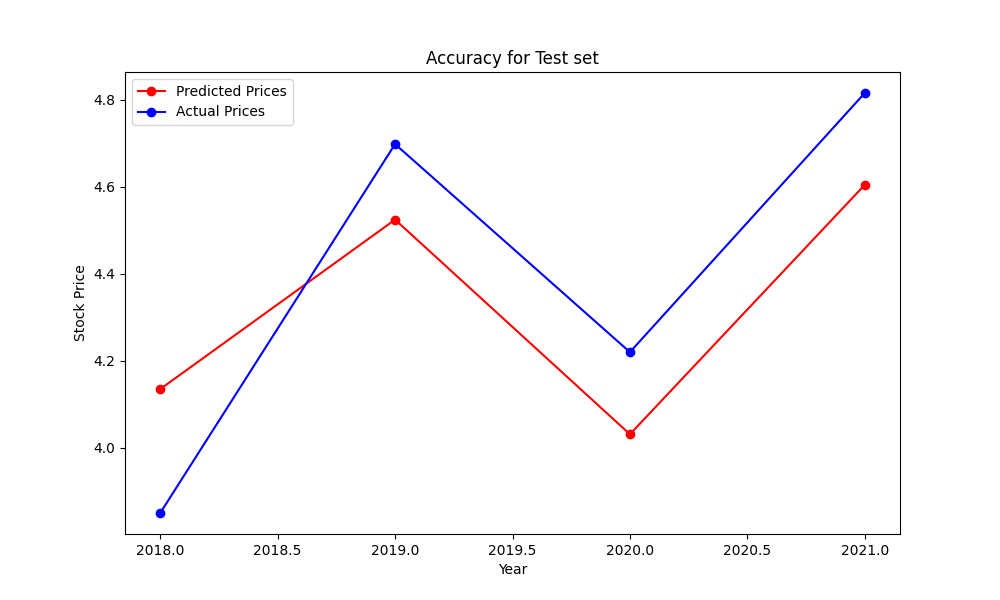 Accuracy for Test set
Predicted Prices
Actual Prices
4.8
4.6
4.4
4.2
4.0
Stock Price
2018.0
2018.5
2019.0
2019.5
2020.0
2020.5
2021.0
Year